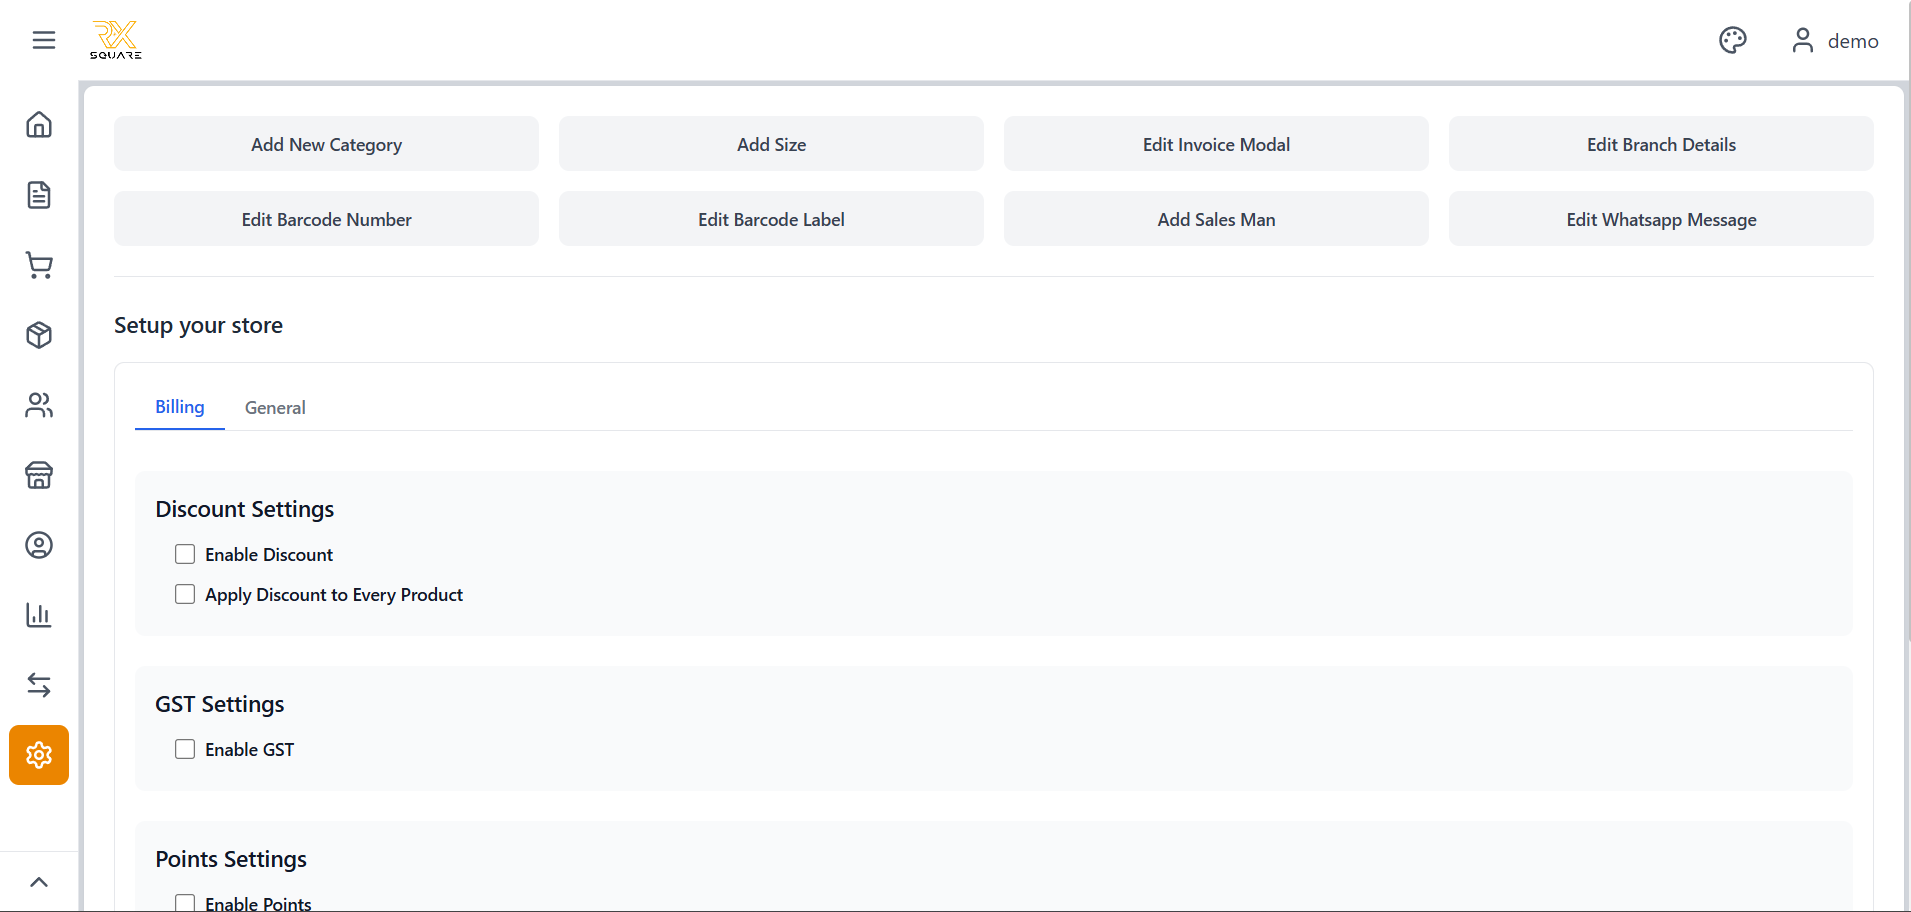 RX
SQUARE
demo
Add New Category
Add Size
Edit Invoice Modal
Edit Branch Details
Edit Barcode Number
Edit Barcode Label
Add Sales Man
Edit Whatsapp Message
Setup your store
Billing
General
Discount Settings
Enable Discount
Apply Discount to Every Product
GST Settings
Enable GST
Points Settings
Enable Points